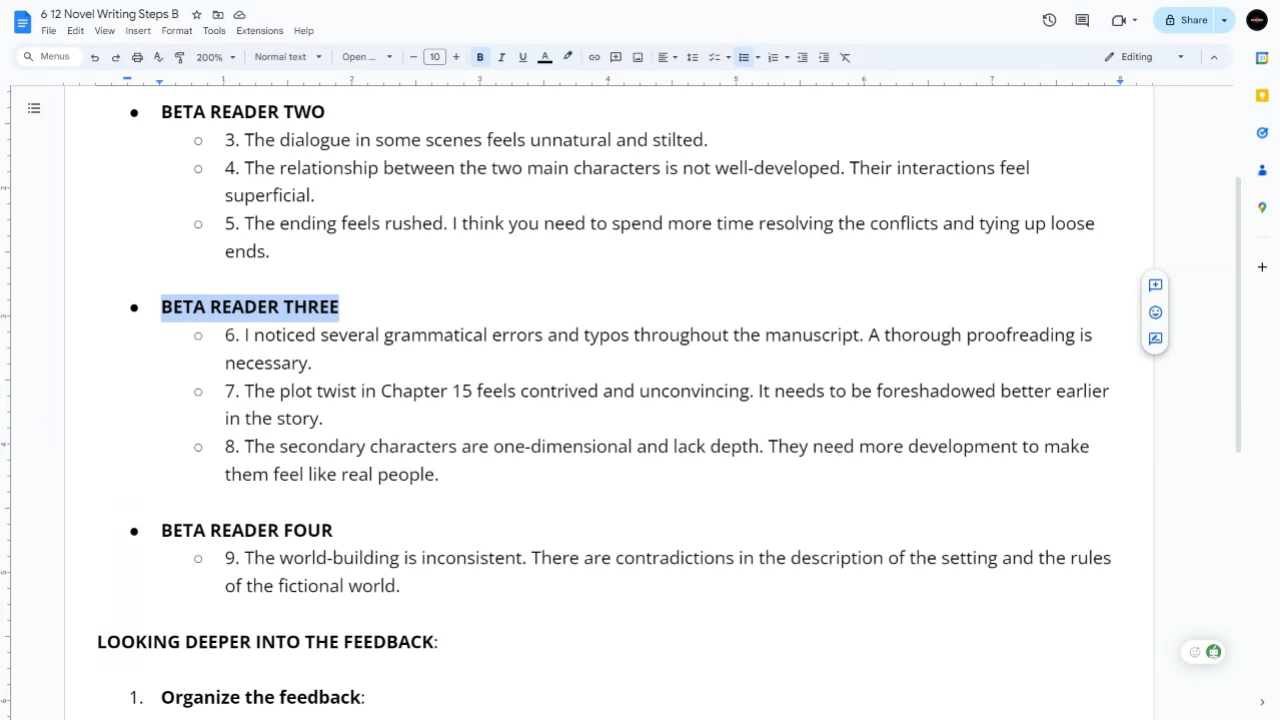 6 12 Novel Writing Steps B
File Edit View Insert Format Tools Extensions Help
Share
Menus 200% Normal text Open ... 10 B I U A Editing
1 2 3 4 5 6 7 8
BETA READER TWO
3. The dialogue in some scenes feels unnatural and stilted.
4. The relationship between the two main characters is not well-developed. Their interactions feel
superficial.
5. The ending feels rushed. I think you need to spend more time resolving the conflicts and tying up loose
ends.
BETA READER THREE
6. I noticed several grammatical errors and typos throughout the manuscript. A thorough proofreading is
necessary.
7. The plot twist in Chapter 15 feels contrived and unconvincing. It needs to be foreshadowed better earlier
in the story.
8. The secondary characters are one-dimensional and lack depth. They need more development to make
them feel like real people.
BETA READER FOUR
9. The world-building is inconsistent. There are contradictions in the description of the setting and the rules
of the fictional world.
LOOKING DEEPER INTO THE FEEDBACK:
1. Organize the feedback: